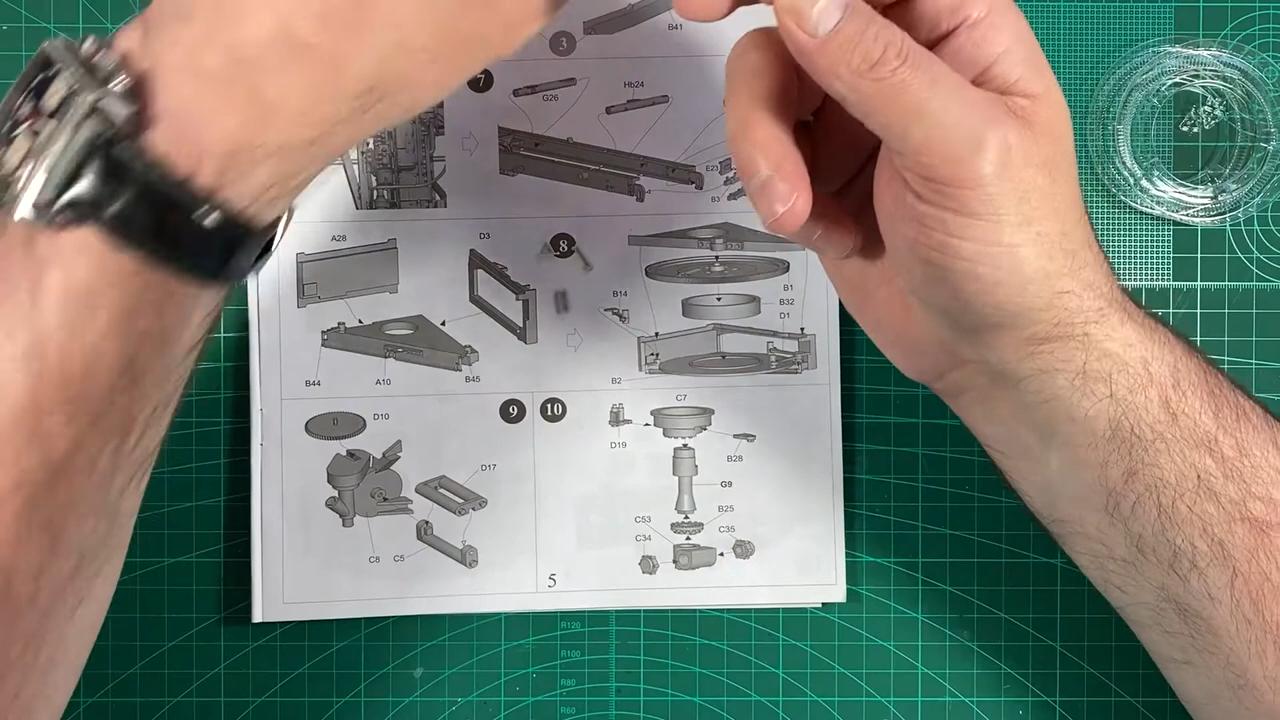 3
B41
7
G26
Hb24
E23
B3
A28
D3
8
B14
B1
B32
D1
B44
A10
B45
B2
D10
9
10
C7
D19
B28
D17
G9
B25
C53
C34
C35
C8
C5
5
R120
R100
R80
R60